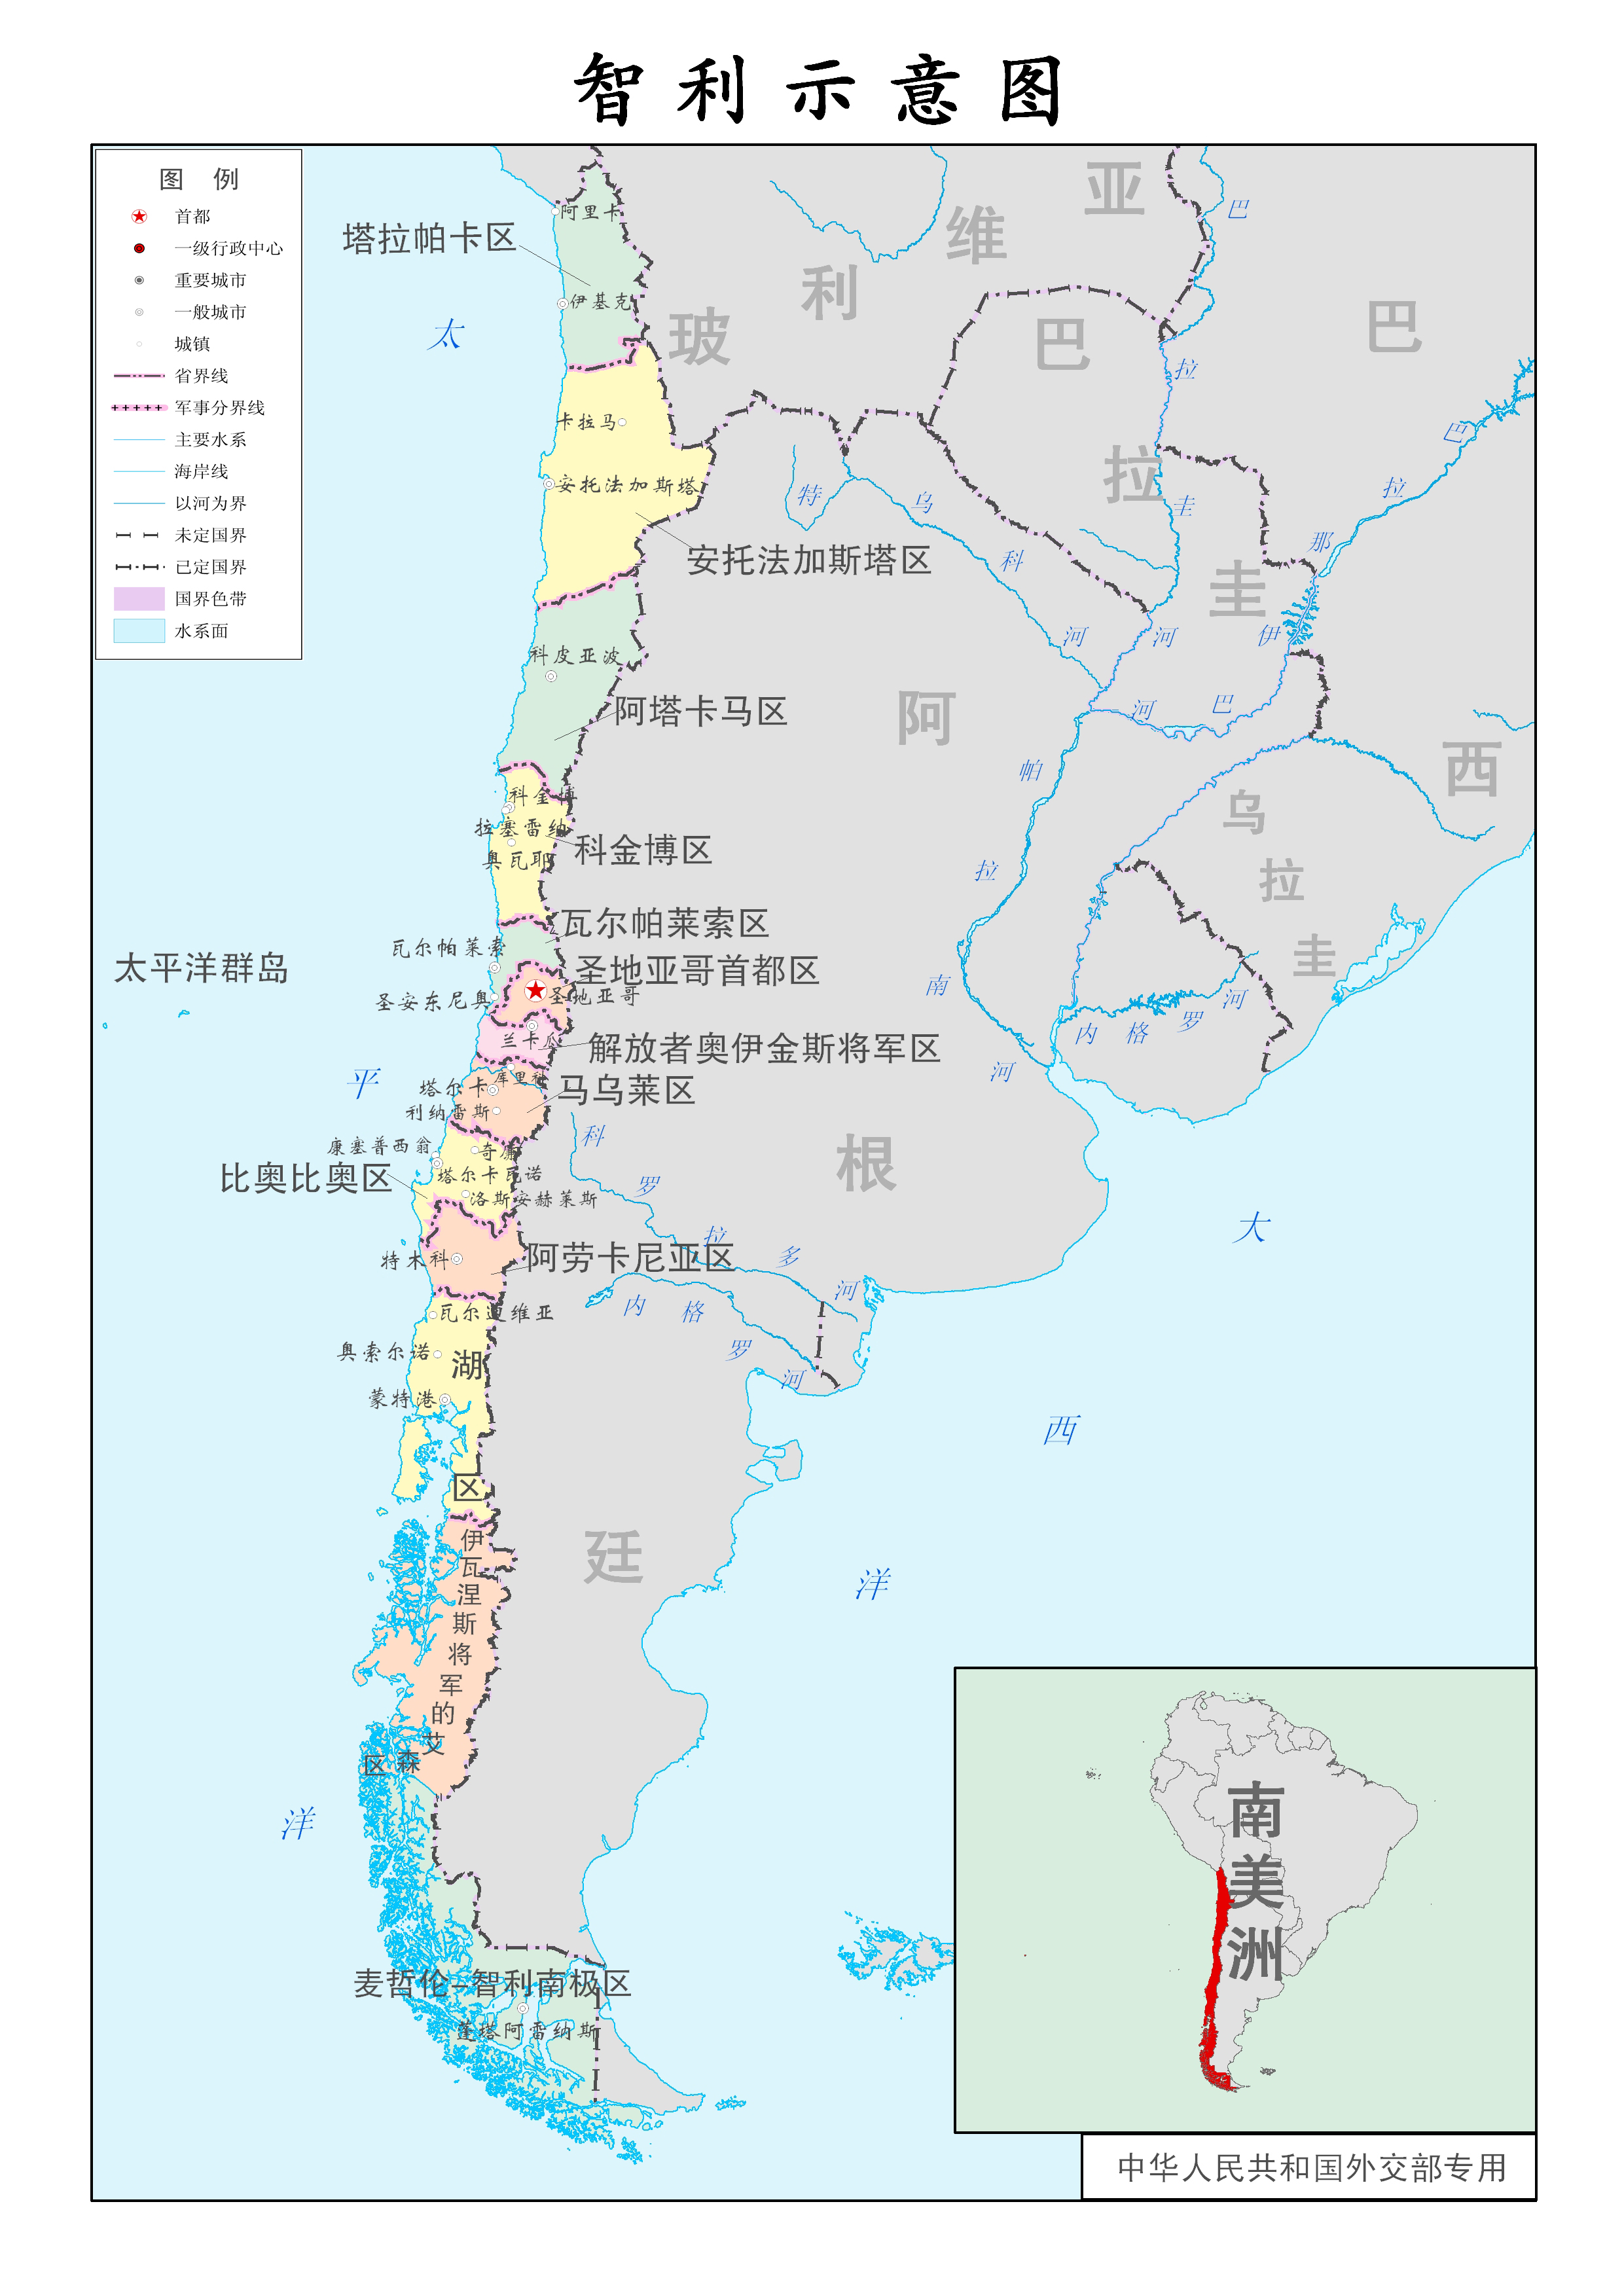 智利示意图
图 例
首都
一级行政中心
重要城市
一般城市
城镇
省界线
军事分界线
主要水系
海岸线
以河为界
未定国界
已定国界
国界色带
水系面
塔拉帕卡区
阿里卡
伊基克
卡拉马
安托法加斯塔
安托法加斯塔区
科皮亚波
阿塔卡马区
科金博
拉塞雷纳
奥瓦耶
科金博区
瓦尔帕莱索区
瓦尔帕莱索
圣地亚哥首都区
圣安东尼奥
圣地亚哥
兰卡瓜
解放者奥伊金斯将军区
库里科
塔尔卡
马乌莱区
利纳雷斯
康塞普西翁
奇廉
比奥比奥区
塔尔卡瓦诺
洛斯安赫莱斯
特木科
阿劳卡尼亚区
瓦尔迪维亚
奥索尔诺
湖区
蒙特港
伊瓦涅斯将军的艾森区
麦哲伦-智利南极区
蓬塔阿雷纳斯
太平洋群岛
太平洋
大西洋
玻利维亚
巴拉圭
巴西
阿根廷
乌拉圭
巴拉圭河
特乌科河
巴拉那河
伊巴河
帕拉南河
内格罗河
科罗拉多河
内格罗河
南美洲
中华人民共和国外交部专用